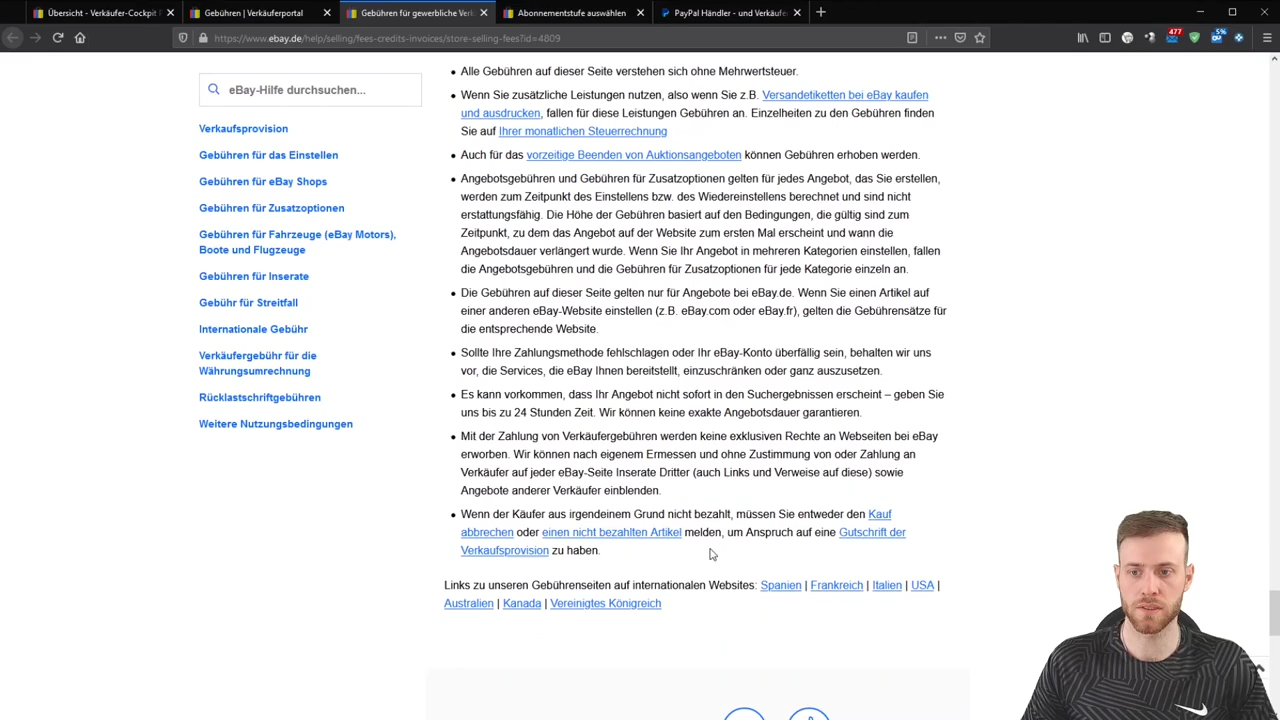 Übersicht - Verkäufer-Cockpit P
Gebühren | Verkäuferportal
Gebühren für gewerbliche Verk
Abonnementstufe auswählen
PayPal Händler - und Verkäufer
https://www.ebay.de/help/selling/fees-credits-invoices/store-selling-fees?id=4809
477
5%
eBay-Hilfe durchsuchen...
Verkaufsprovision
Gebühren für das Einstellen
Gebühren für eBay Shops
Gebühren für Zusatzoptionen
Gebühren für Fahrzeuge (eBay Motors),
Boote und Flugzeuge
Gebühren für Inserate
Gebühr für Streitfall
Internationale Gebühr
Verkäufergebühr für die
Währungsumrechnung
Rücklastschriftgebühren
Weitere Nutzungsbedingungen
Alle Gebühren auf dieser Seite verstehen sich ohne Mehrwertsteuer.
Wenn Sie zusätzliche Leistungen nutzen, also wenn Sie z.B. Versandetiketten bei eBay kaufen
und ausdrucken, fallen für diese Leistungen Gebühren an. Einzelheiten zu den Gebühren finden
Sie auf Ihrer monatlichen Steuerrechnung
Auch für das vorzeitige Beenden von Auktionsangeboten können Gebühren erhoben werden.
Angebotsgebühren und Gebühren für Zusatzoptionen gelten für jedes Angebot, das Sie erstellen,
werden zum Zeitpunkt des Einstellens bzw. des Wiedereinstellens berechnet und sind nicht
erstattungsfähig. Die Höhe der Gebühren basiert auf den Bedingungen, die gültig sind zum
Zeitpunkt, zu dem das Angebot auf der Website zum ersten Mal erscheint und wann die
Angebotsdauer verlängert wurde. Wenn Sie Ihr Angebot in mehreren Kategorien einstellen, fallen
die Angebotsgebühren und die Gebühren für Zusatzoptionen für jede Kategorie einzeln an.
Die Gebühren auf dieser Seite gelten nur für Angebote bei eBay.de. Wenn Sie einen Artikel auf
einer anderen eBay-Website einstellen (z.B. eBay.com oder eBay.fr), gelten die Gebührensätze für
die entsprechende Website.
Sollte Ihre Zahlungsmethode fehlschlagen oder Ihr eBay-Konto überfällig sein, behalten wir uns
vor, die Services, die eBay Ihnen bereitstellt, einzuschränken oder ganz auszusetzen.
Es kann vorkommen, dass Ihr Angebot nicht sofort in den Suchergebnissen erscheint – geben Sie
uns bis zu 24 Stunden Zeit. Wir können keine exakte Angebotsdauer garantieren.
Mit der Zahlung von Verkäufergebühren werden keine exklusiven Rechte an Webseiten bei eBay
erworben. Wir können nach eigenem Ermessen und ohne Zustimmung von oder Zahlung an
Verkäufer auf jeder eBay-Seite Inserate Dritter (auch Links und Verweise auf diese) sowie
Angebote anderer Verkäufer einblenden.
Wenn der Käufer aus irgendeinem Grund nicht bezahlt, müssen Sie entweder den Kauf
abbrechen oder einen nicht bezahlten Artikel melden, um Anspruch auf eine Gutschrift der
Verkaufsprovision zu haben.
Links zu unseren Gebührenseiten auf internationalen Websites: Spanien | Frankreich | Italien | USA |
Australien | Kanada | Vereinigtes Königreich